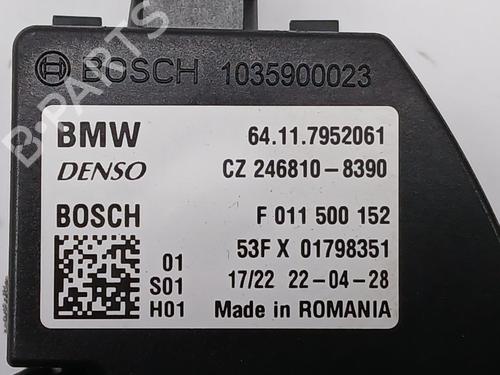 BOSCH 1035900023
BMW 64.11.7952061
DENSO CZ 246810-8390
BOSCH F 011 500 152
53F X 01798351
01 17/22 22-04-28
S01
H01 Made in ROMANIA
B-PARTS